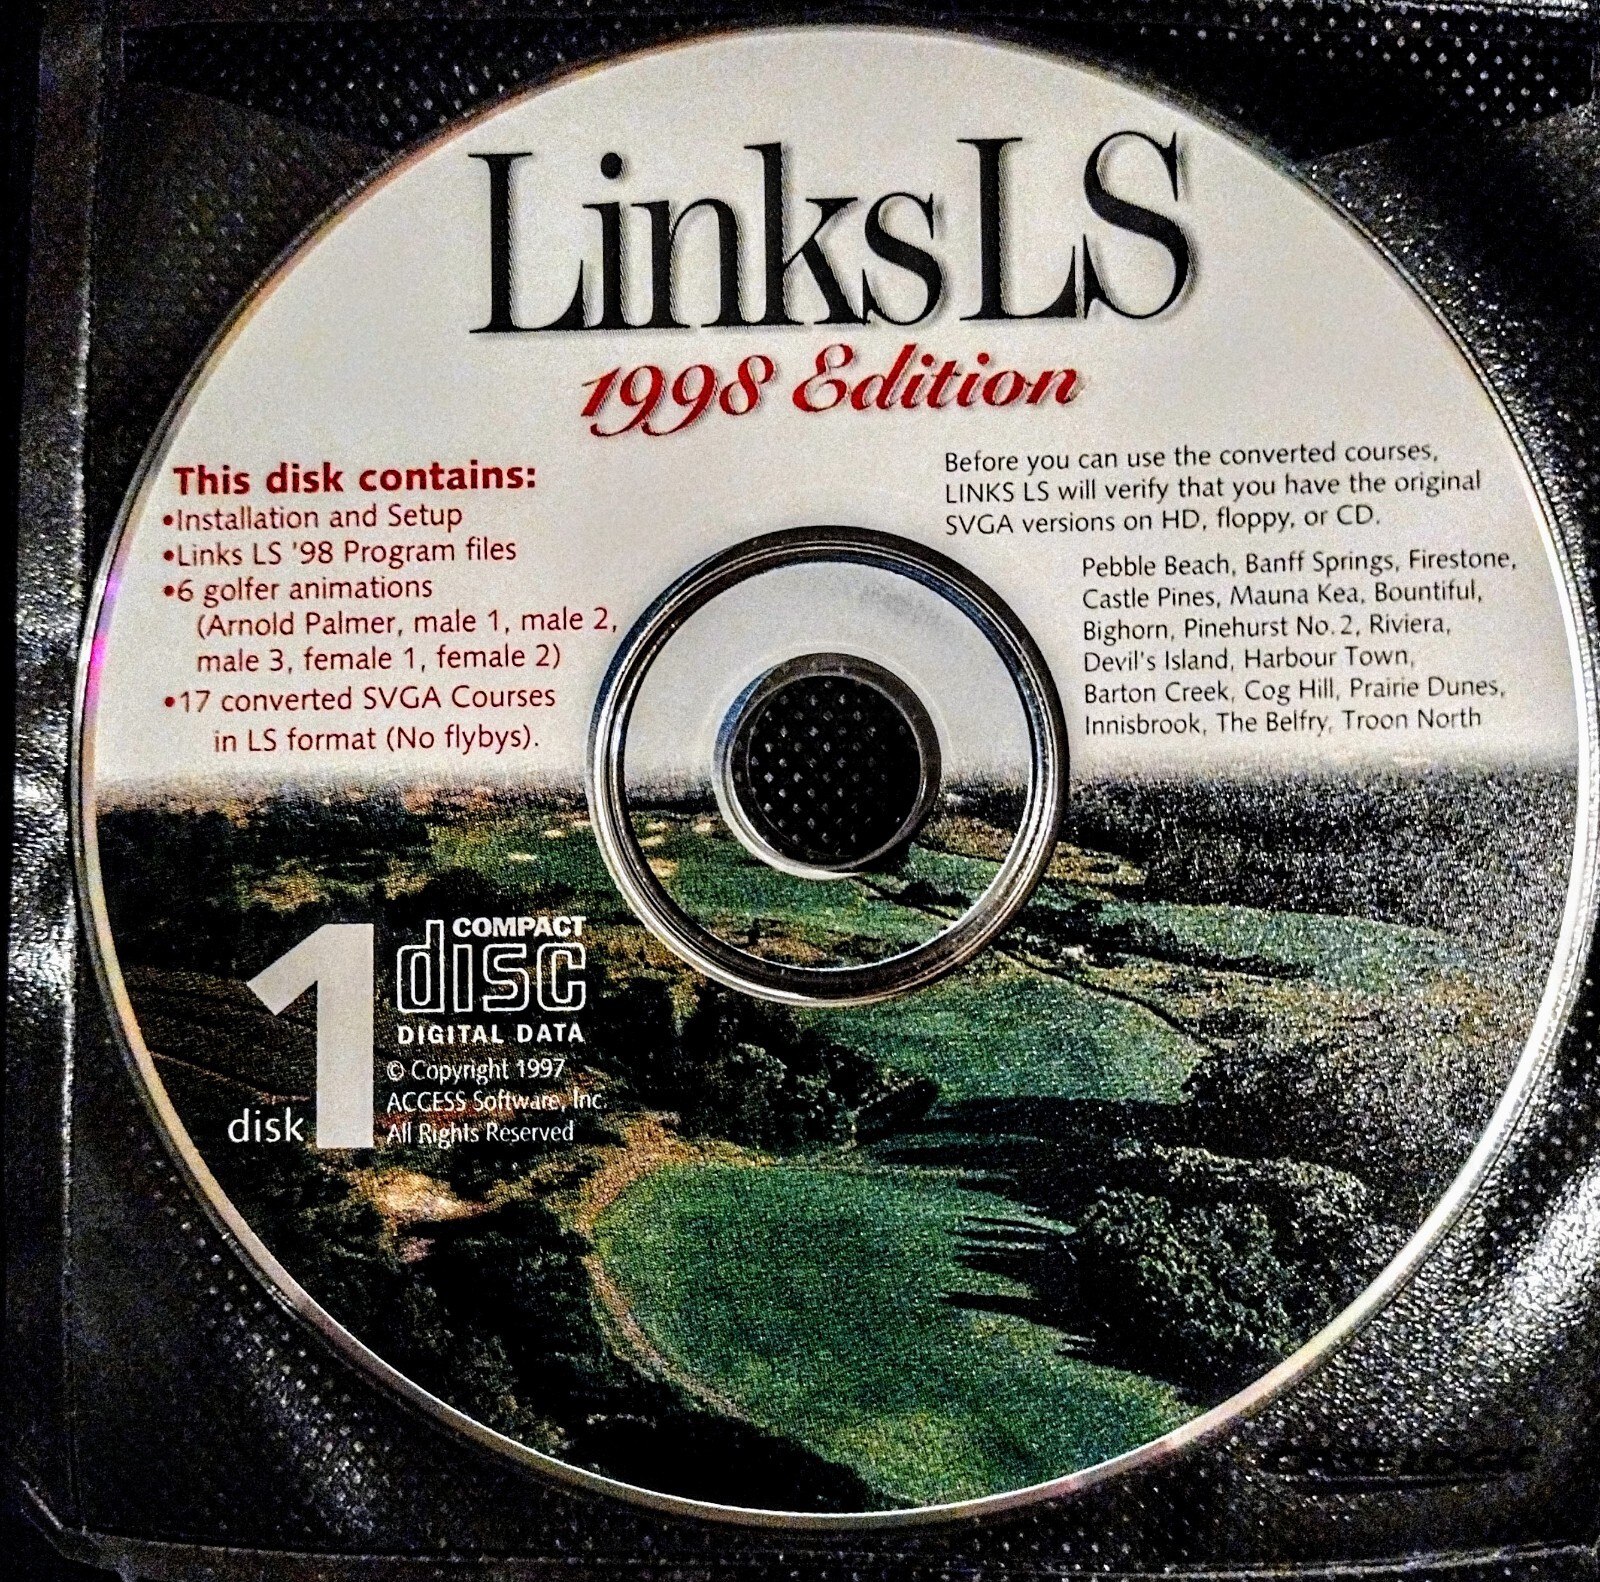 Links LS
1998 Edition
This disk contains:
•Installation and Setup
•Links LS '98 Program files
•6 golfer animations
(Arnold Palmer, male 1, male 2,
male 3, female 1, female 2)
•17 converted SVGA Courses
in LS format (No flybys).
Before you can use the converted courses,
LINKS LS will verify that you have the original
SVGA versions on HD, floppy, or CD.
Pebble Beach, Banff Springs, Firestone,
Castle Pines, Mauna Kea, Bountiful,
Bighorn, Pinehurst No. 2, Riviera,
Devil's Island, Harbour Town,
Barton Creek, Cog Hill, Prairie Dunes,
Innisbrook, The Belfry, Troon North
disk 1
COMPACT
disc
DIGITAL DATA
© Copyright 1997
ACCESS Software, Inc.
All Rights Reserved